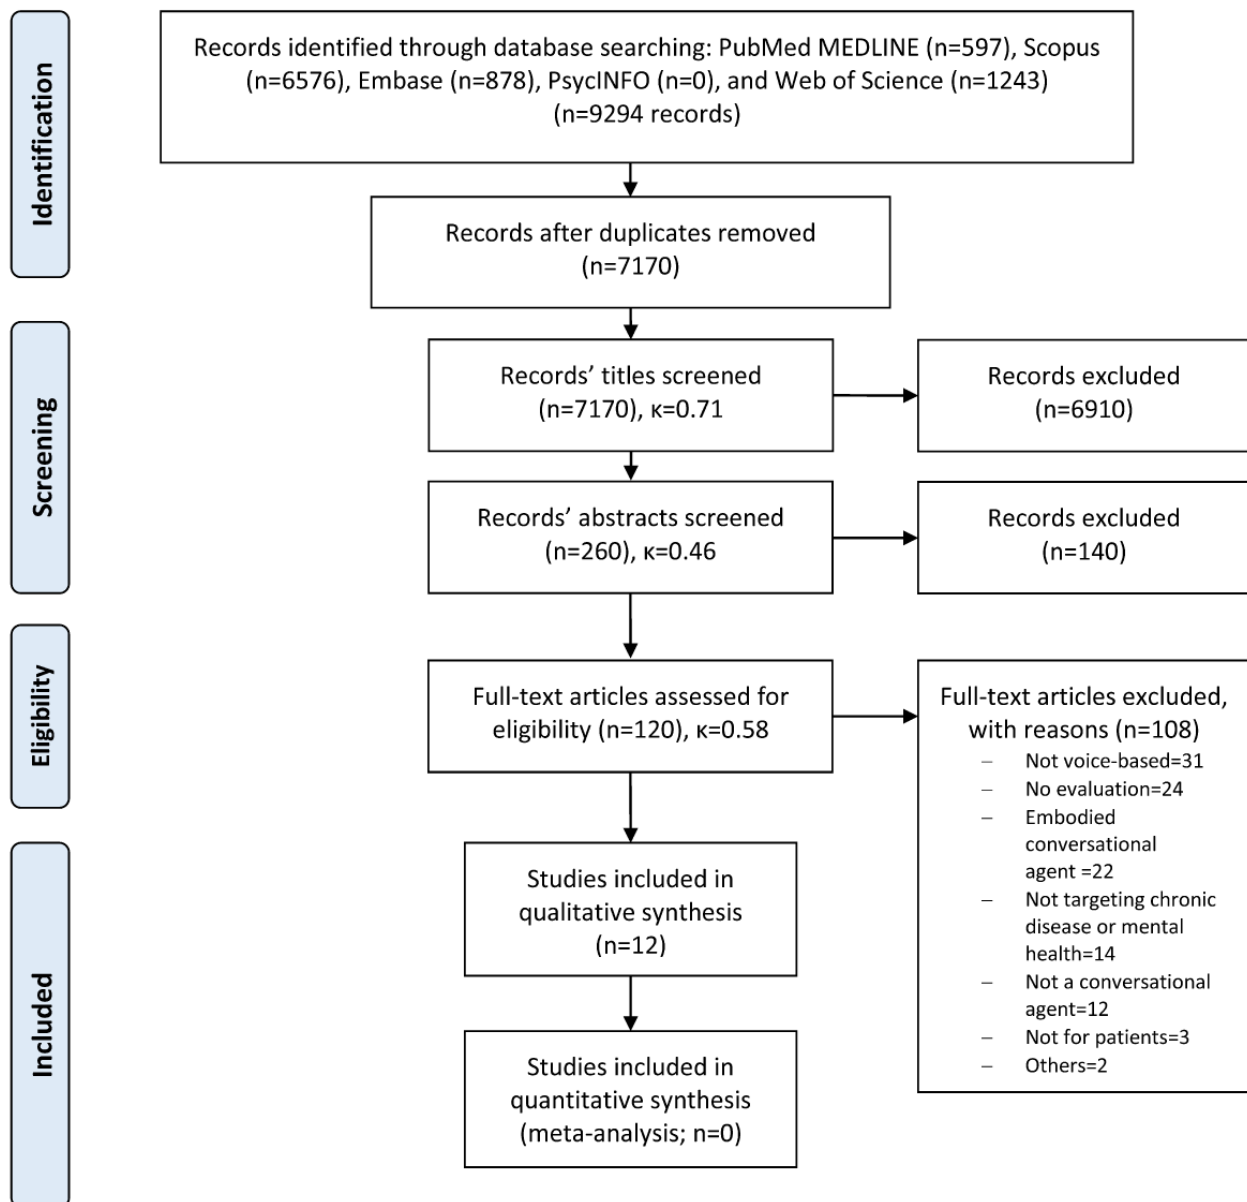 Identification
Records identified through database searching: PubMed MEDLINE (n=597), Scopus
(n=6576), Embase (n=878), PsycINFO (n=0), and Web of Science (n=1243)
(n=9294 records)
Records after duplicates removed
(n=7170)
Screening
Records’ titles screened
(n=7170), κ=0.71
Records excluded
(n=6910)
Records’ abstracts screened
(n=260), κ=0.46
Records excluded
(n=140)
Eligibility
Full-text articles assessed for
eligibility (n=120), κ=0.58
Full-text articles excluded,
with reasons (n=108)
– Not voice-based=31
– No evaluation=24
– Embodied
conversational
agent =22
– Not targeting chronic
disease or mental
health=14
– Not a conversational
agent=12
– Not for patients=3
– Others=2
Included
Studies included in
qualitative synthesis
(n=12)
Studies included in
quantitative synthesis
(meta-analysis; n=0)